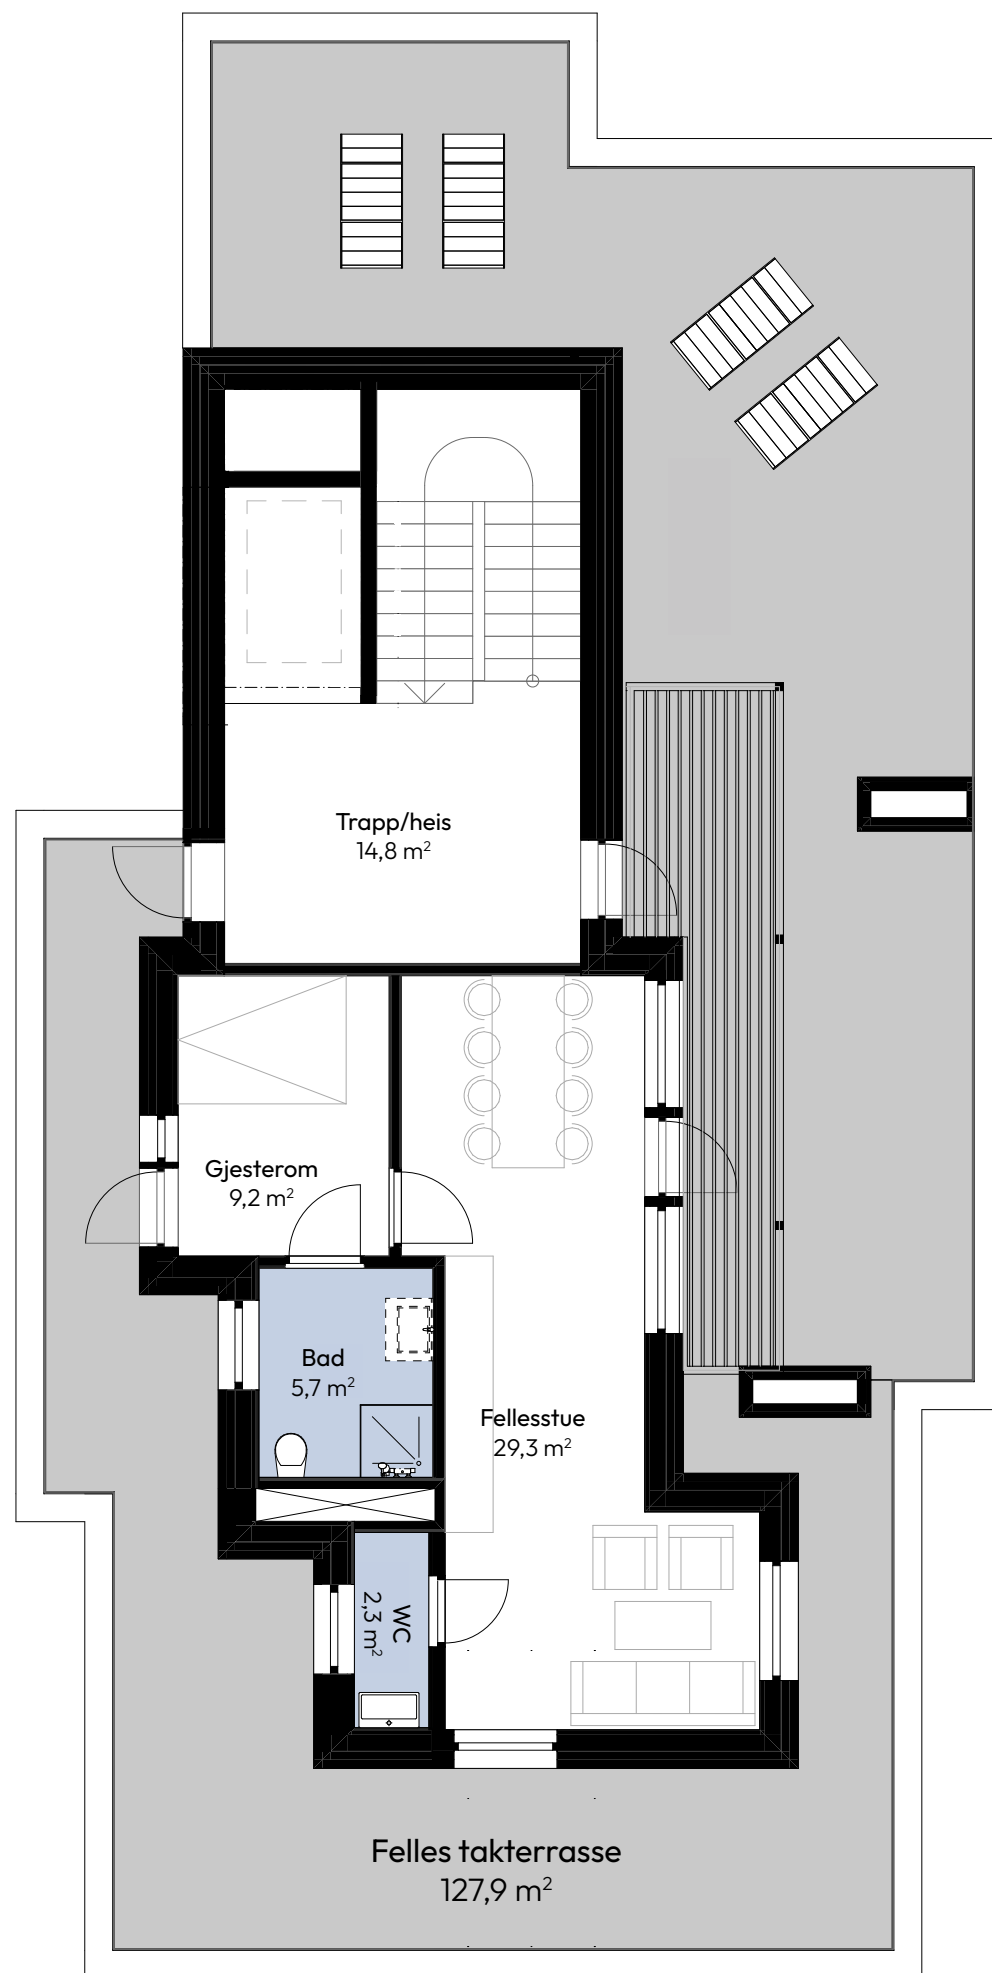 Trapp/heis
14,8 m²
Gjesterom
9,2 m²
Bad
5,7 m²
Fellesstue
29,3 m²
WC
2,3 m²
Felles takterrasse
127,9 m²